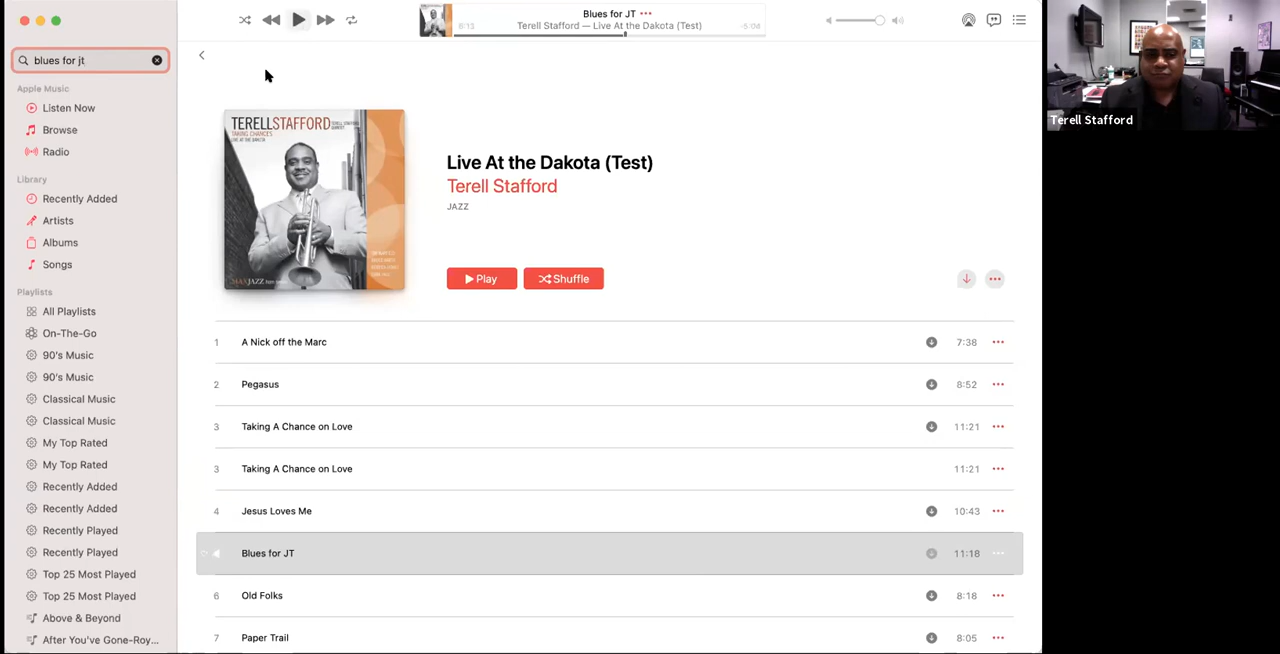 Blues for JT
6:13
Terell Stafford — Live At the Dakota (Test)
-5:04
blues for jt
Apple Music
Listen Now
Browse
Radio
Library
Recently Added
Artists
Albums
Songs
Playlists
All Playlists
On-The-Go
90's Music
90's Music
Classical Music
Classical Music
My Top Rated
My Top Rated
Recently Added
Recently Added
Recently Played
Recently Played
Top 25 Most Played
Top 25 Most Played
Above & Beyond
After You've Gone-Roy...
TERELLSTAFFORD
TAKING CHANCES
LIVE AT THE DAKOTA
MAXJAZZ
Live At the Dakota (Test)
Terell Stafford
JAZZ
Play
Shuffle
1 A Nick off the Marc 7:38
2 Pegasus 8:52
3 Taking A Chance on Love 11:21
3 Taking A Chance on Love 11:21
4 Jesus Loves Me 10:43
Blues for JT 11:18
6 Old Folks 8:18
7 Paper Trail 8:05
Terell Stafford